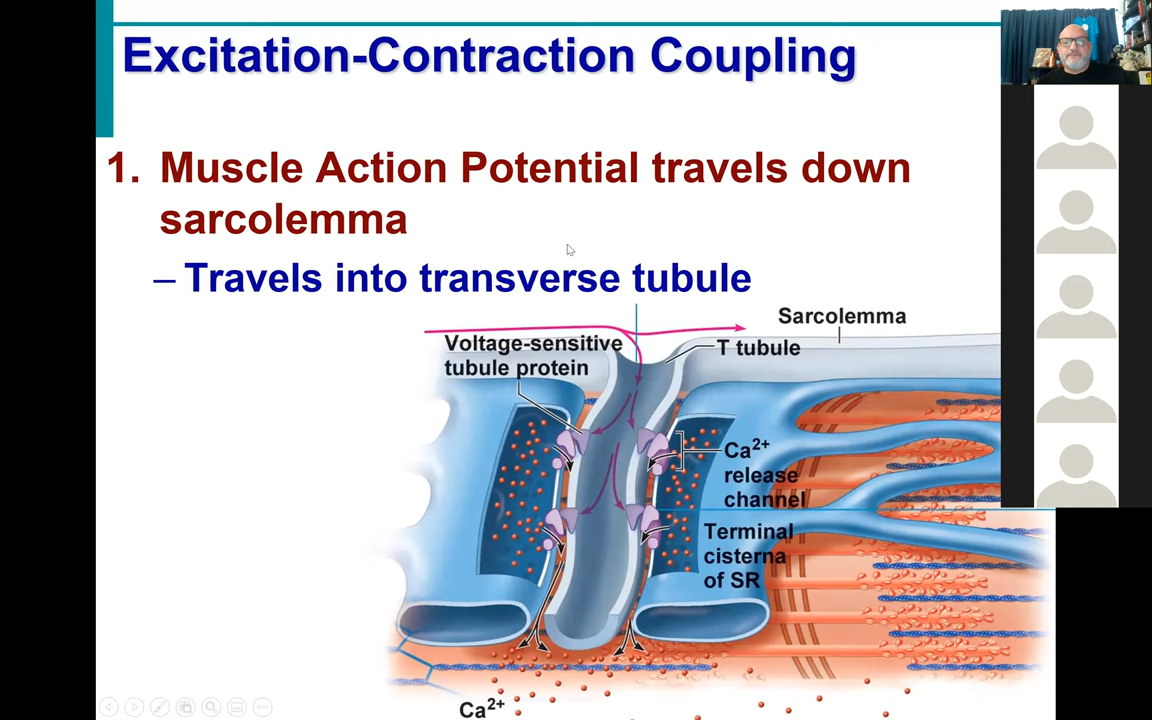 Excitation-Contraction Coupling
1. Muscle Action Potential travels down
sarcolemma
– Travels into transverse tubule
Sarcolemma
Voltage-sensitive
tubule protein
T tubule
Ca2+
release
channel
Terminal
cisterna
of SR
Ca2+